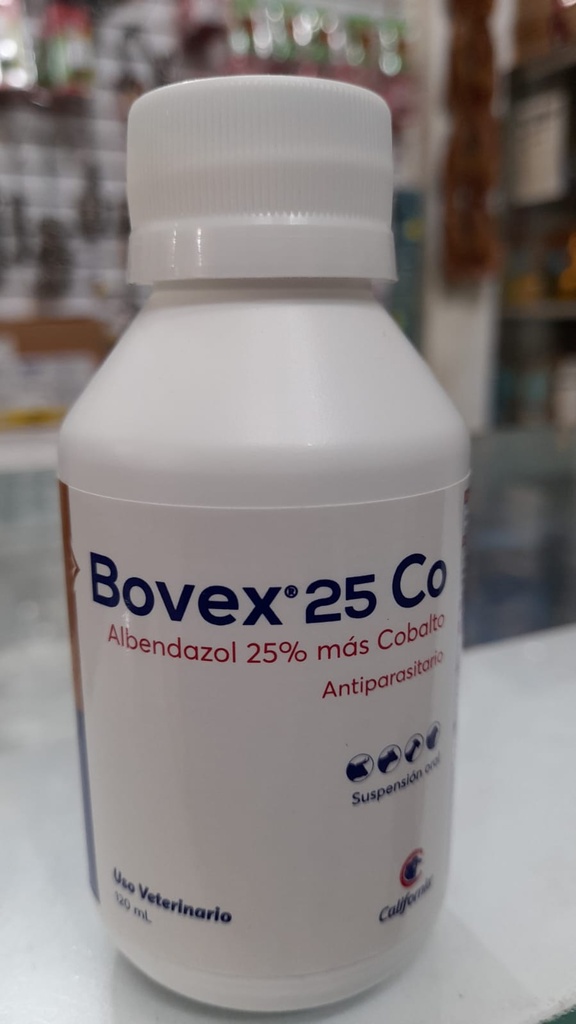 Bovex® 25 Co
Albendazol 25% más Cobalto
Antiparasitario
Suspensión oral
Uso Veterinario
120 mL
California